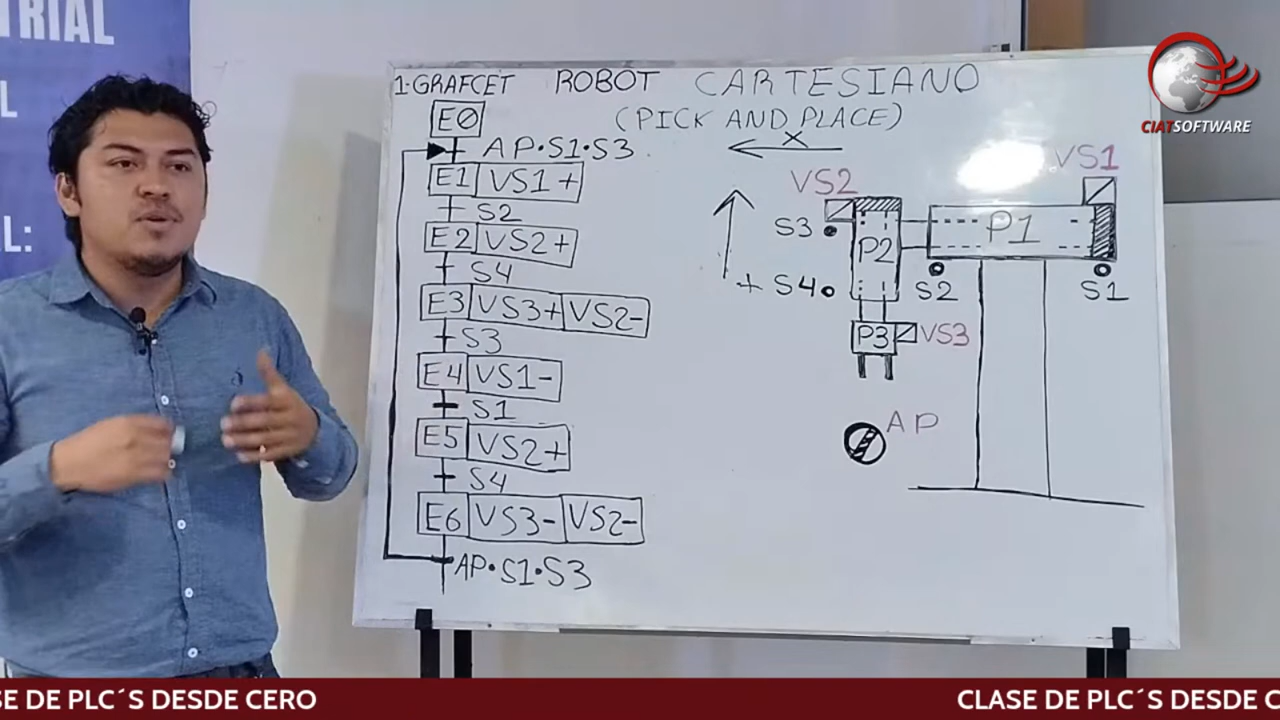 TRIAL
L
L:
1-GRAFCET ROBOT CARTESIANO
(PICK AND PLACE)
E0
AP•S1•S3
E1 VS1+
S2
E2 VS2+
S4
E3 VS3+ VS2-
S3
E4 VS1-
S1
E5 VS2+
S4
E6 VS3- VS2-
AP•S1•S3
X
VS1
VS2
S3
P2
P1
+ S4
S2
S1
P3
VS3
AP
CIATSOFTWARE
SE DE PLC´S DESDE CERO
CLASE DE PLC´S DESDE C